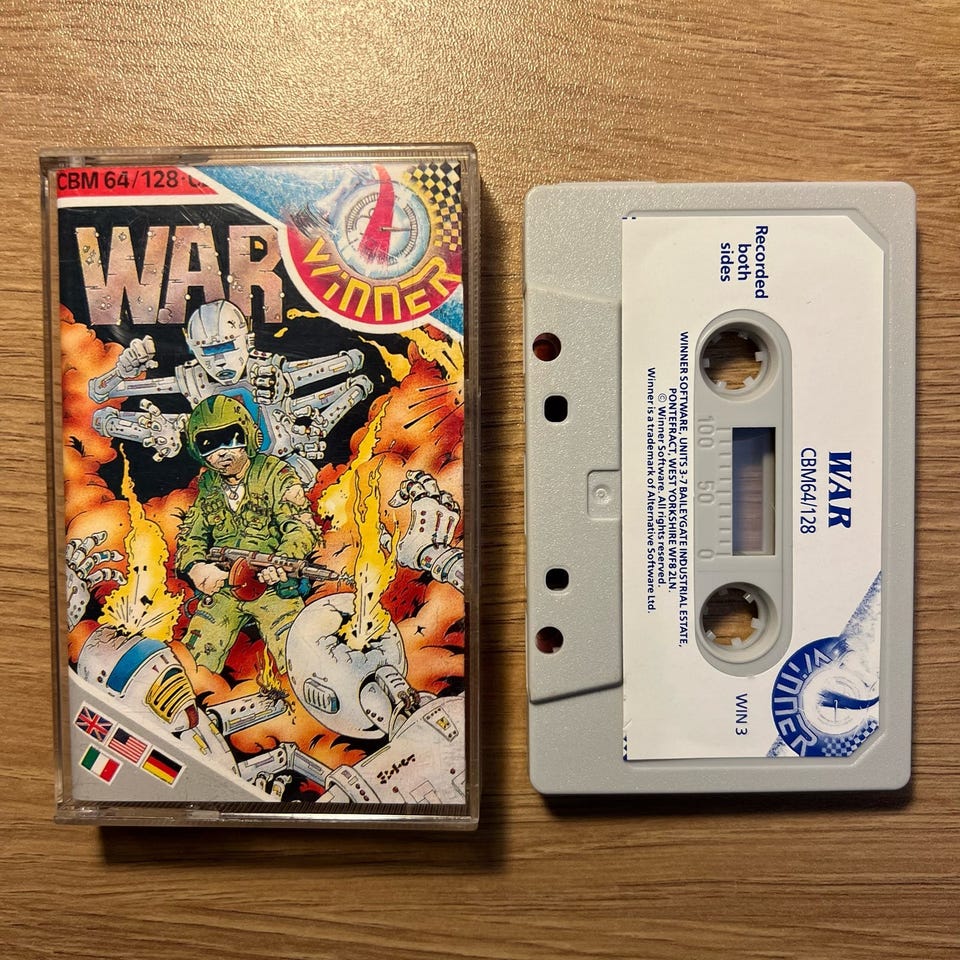 CBM 64/128
WAR
WINNER
Recorded
both
sides
WAR
CBM64/128
WINNER SOFTWARE, UNITS 3-7 BAILEYGATE INDUSTRIAL ESTATE,
PONTEFRACT, WEST YORKSHIRE WF8 2LN.
© Winner Software. All rights reserved.
Winner is a trademark of Alternative Software Ltd.
100 50 0
WIN 3
WINNER